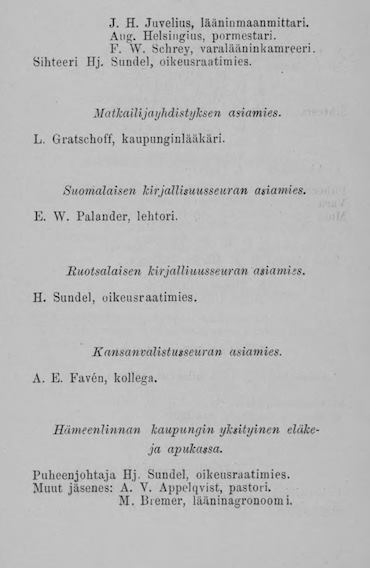 J. H. Juvelius, lääninmaanmittari.
Aug. Helsingius, pormestari.
F. W. Schrey, varalääninkamreeri.
Sihteeri Hj. Sundel, oikeusraatimies.
Matkailijayhdistyksen asiamies.
L. Gratschoff, kaupunginlääkäri.
Suomalaisen kirjallisuusseuran asiamies.
E. W. Palander, lehtori.
Ruotsalaisen kirjalliuusseuran asiamies.
H. Sundel, oikeusraatimies.
Kansanvalistusseuran asiamies.
A. E. Favén, kollega.
Hämeenlinnan kaupungin yksityinen eläke-
ja apukassa.
Puheenjohtaja Hj. Sundel, oikeusraatimies.
Muut jäsenes: A. V. Appelqvist, pastori.
M. Bremer, lääninagronoomi.